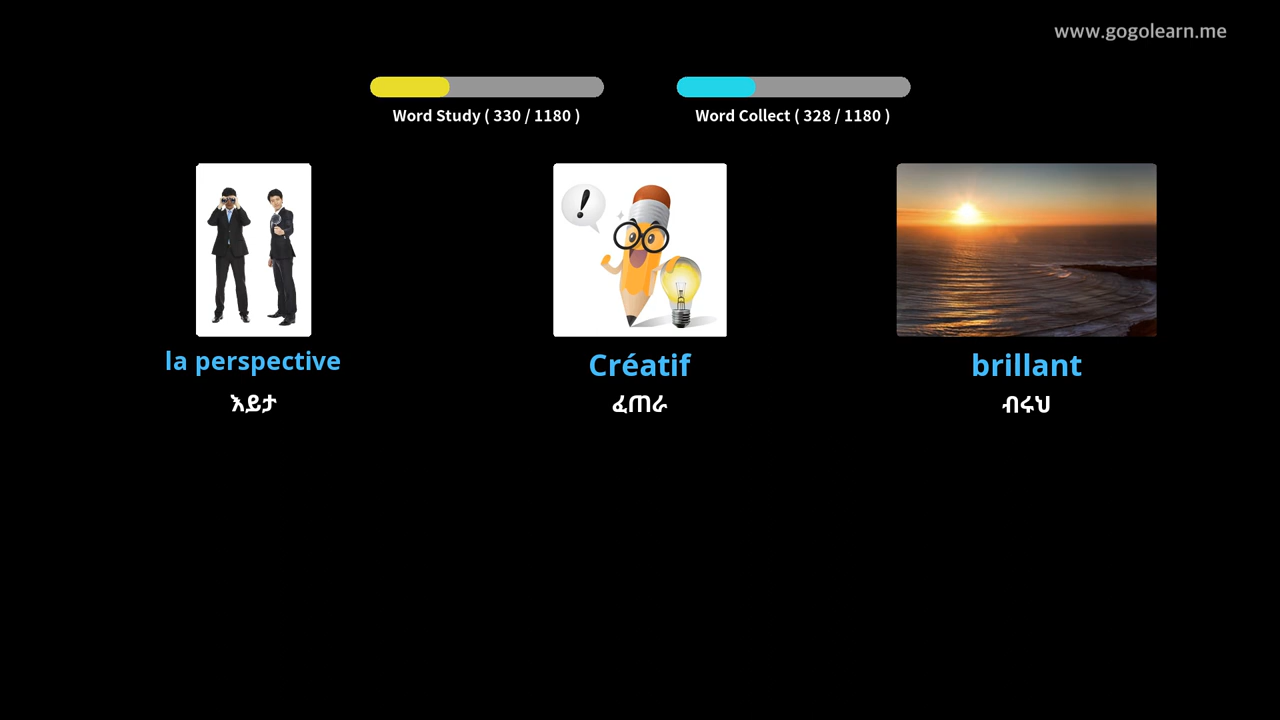 www.gogolearn.me
Word Study ( 330 / 1180 )
Word Collect ( 328 / 1180 )
la perspective
Créatif
brillant
እይታ
ፈጠራ
ብሩህ